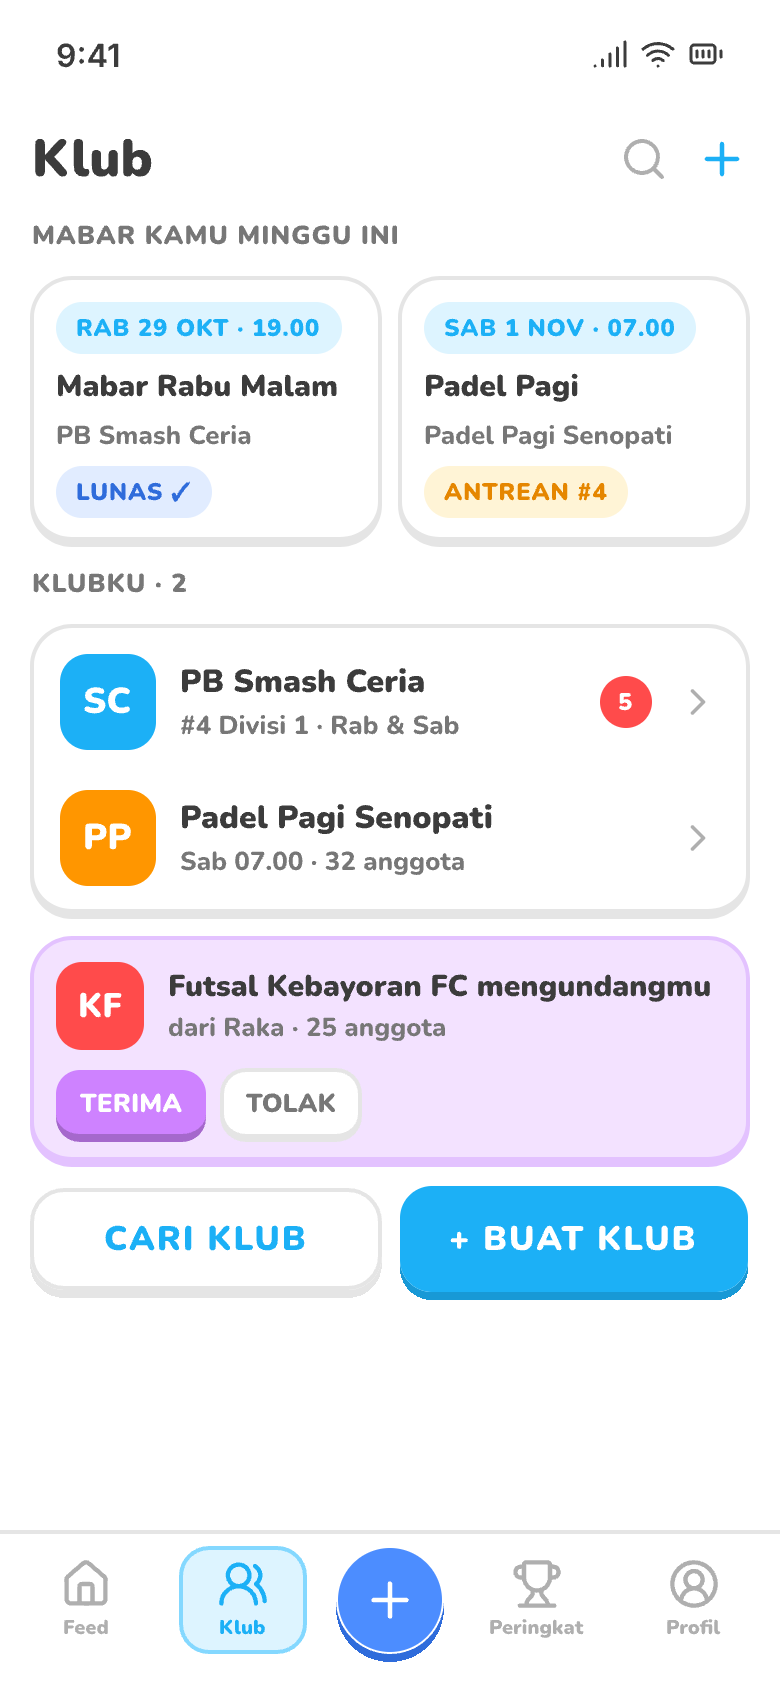 9:41
Klub
MABAR KAMU MINGGU INI
RAB 29 OKT · 19.00
Mabar Rabu Malam
PB Smash Ceria
LUNAS ✓
SAB 1 NOV · 07.00
Padel Pagi
Padel Pagi Senopati
ANTREAN #4
KLUBKU · 2
SC
PB Smash Ceria
#4 Divisi 1 · Rab & Sab
5
PP
Padel Pagi Senopati
Sab 07.00 · 32 anggota
KF
Futsal Kebayoran FC mengundangmu
dari Raka · 25 anggota
TERIMA
TOLAK
CARI KLUB
+ BUAT KLUB
Feed
Klub
Peringkat
Profil